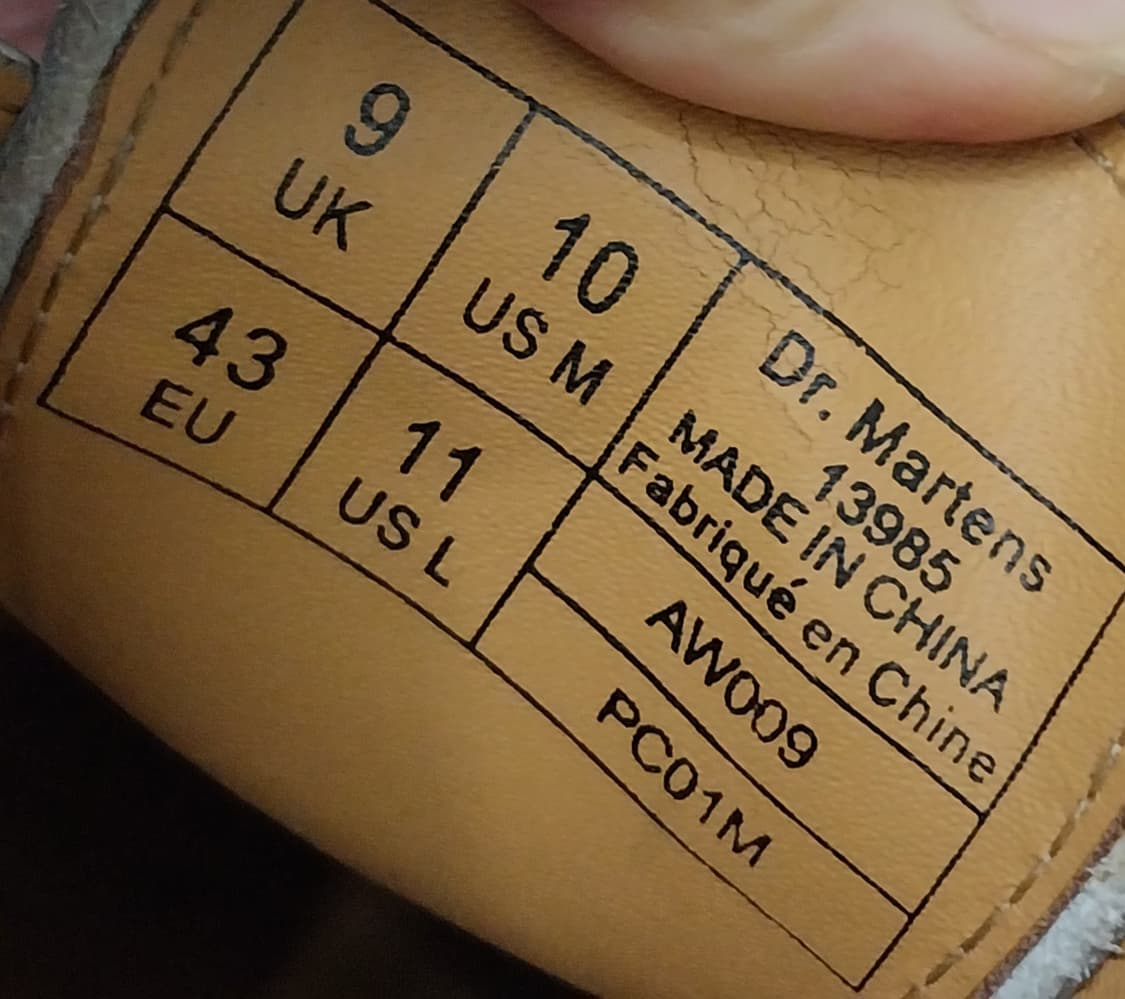 9
UK
10
US M
43
EU
11
US L
Dr. Martens
13985
MADE IN CHINA
Fabriqué en Chine
AW009
PC01M